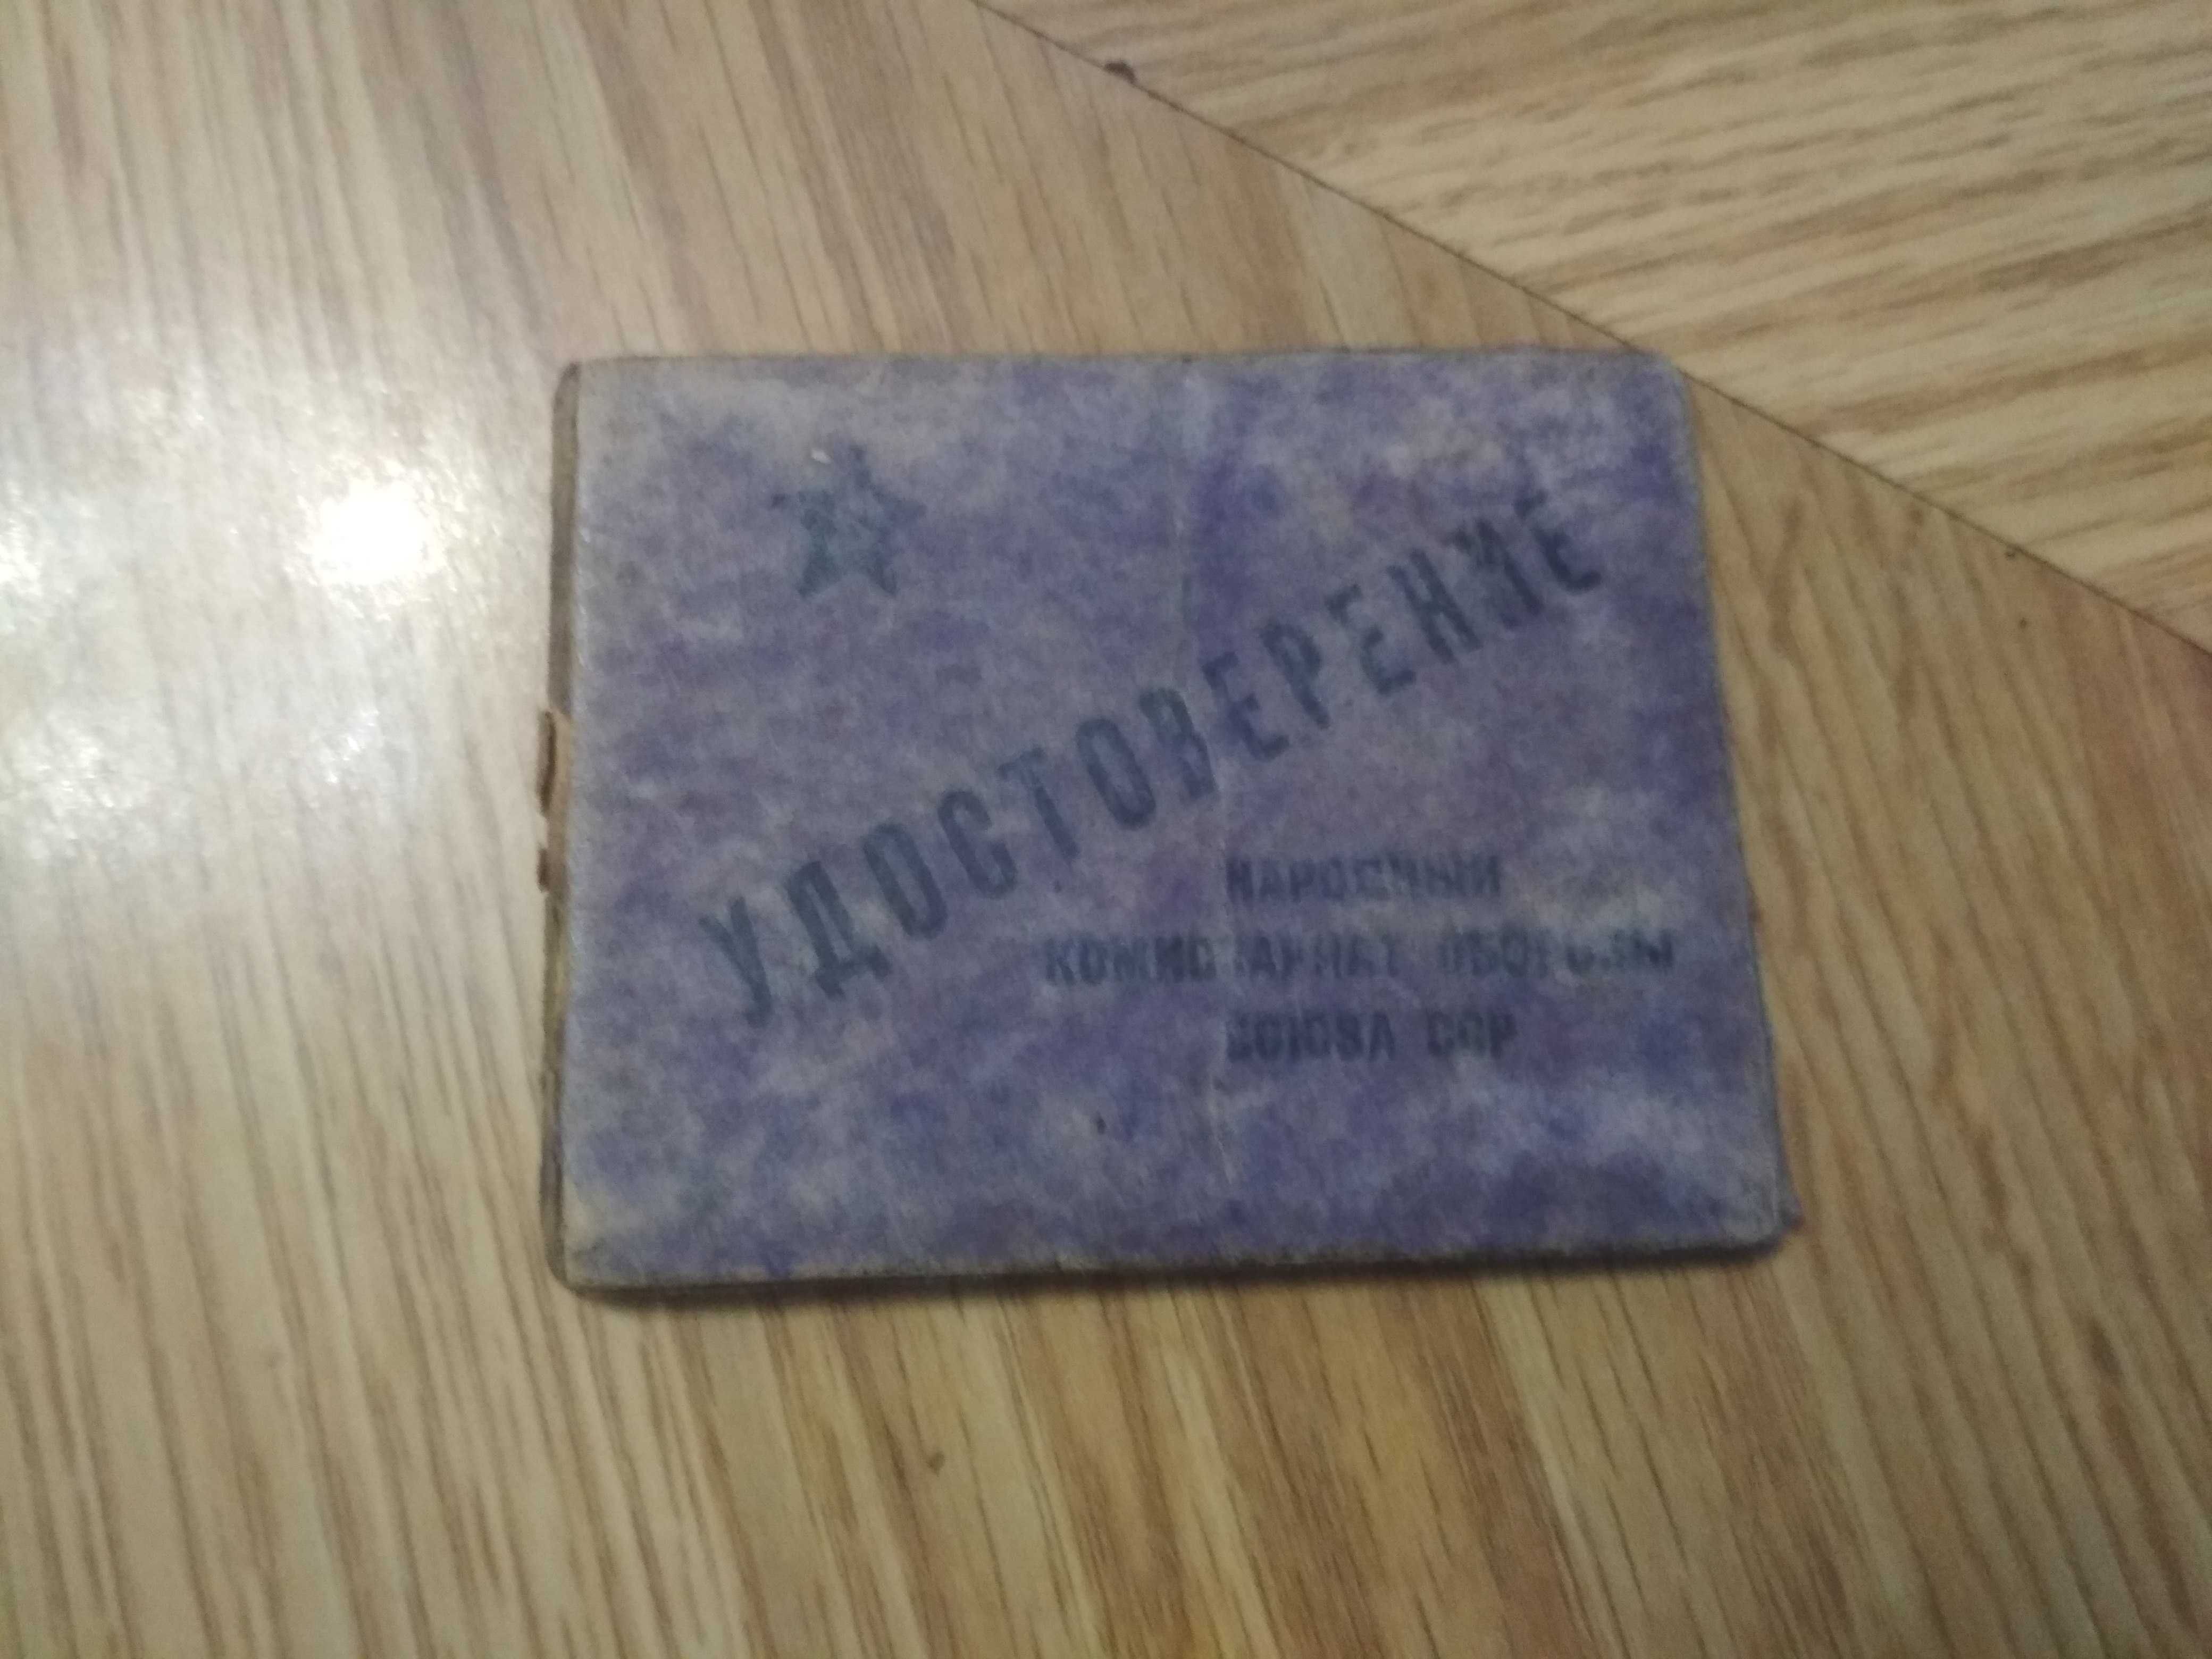 УДОСТОВЕРЕНИЕ
НАРОДНЫЙ
КОМИССАРИАТ ОБОРОНЫ
СОЮЗА ССР